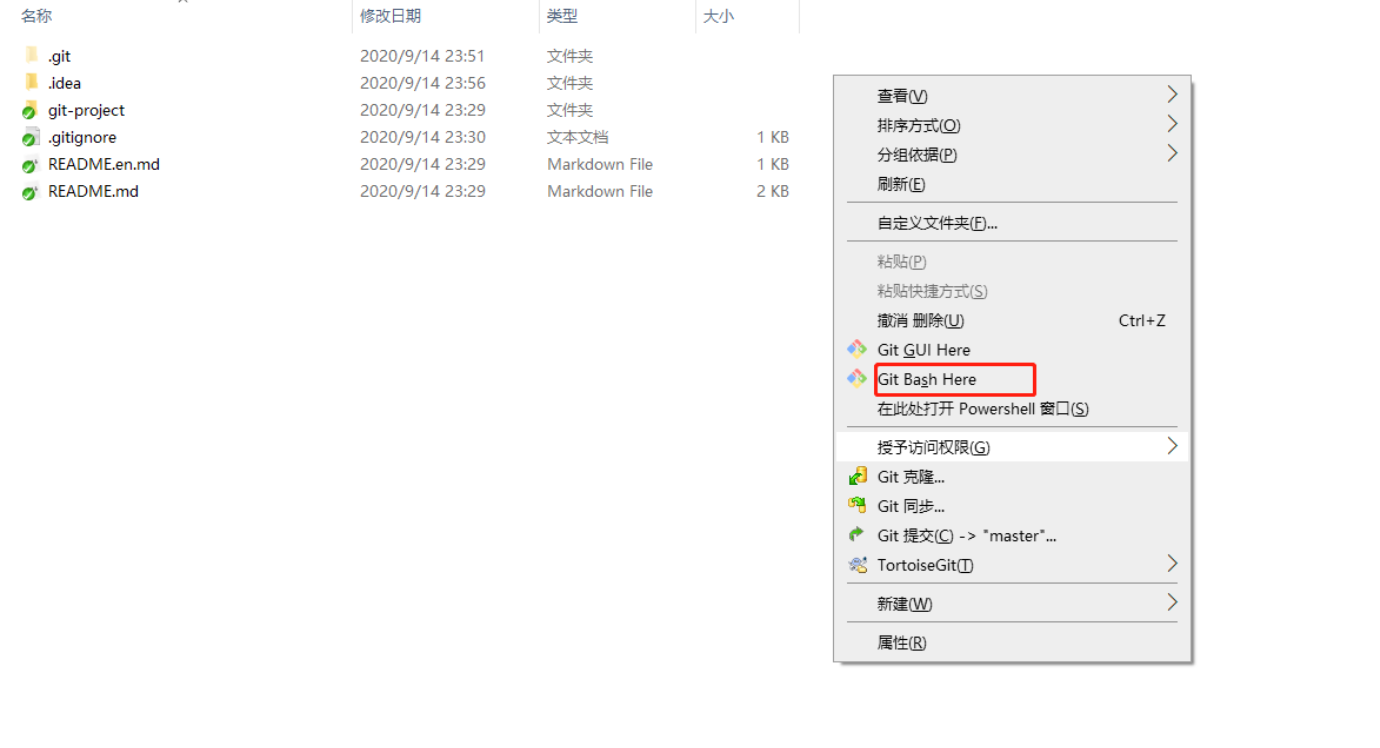 名称 修改日期 类型 大小
.git 2020/9/14 23:51 文件夹
.idea 2020/9/14 23:56 文件夹
git-project 2020/9/14 23:29 文件夹
.gitignore 2020/9/14 23:30 文本文档 1 KB
README.en.md 2020/9/14 23:29 Markdown File 1 KB
README.md 2020/9/14 23:29 Markdown File 2 KB
查看(V)
排序方式(O)
分组依据(P)
刷新(E)
自定义文件夹(F)...
粘贴(P)
粘贴快捷方式(S)
撤消 删除(U) Ctrl+Z
Git GUI Here
Git Bash Here
在此处打开 Powershell 窗口(S)
授予访问权限(G)
Git 克隆...
Git 同步...
Git 提交(C) -> "master"...
TortoiseGit(T)
新建(W)
属性(R)